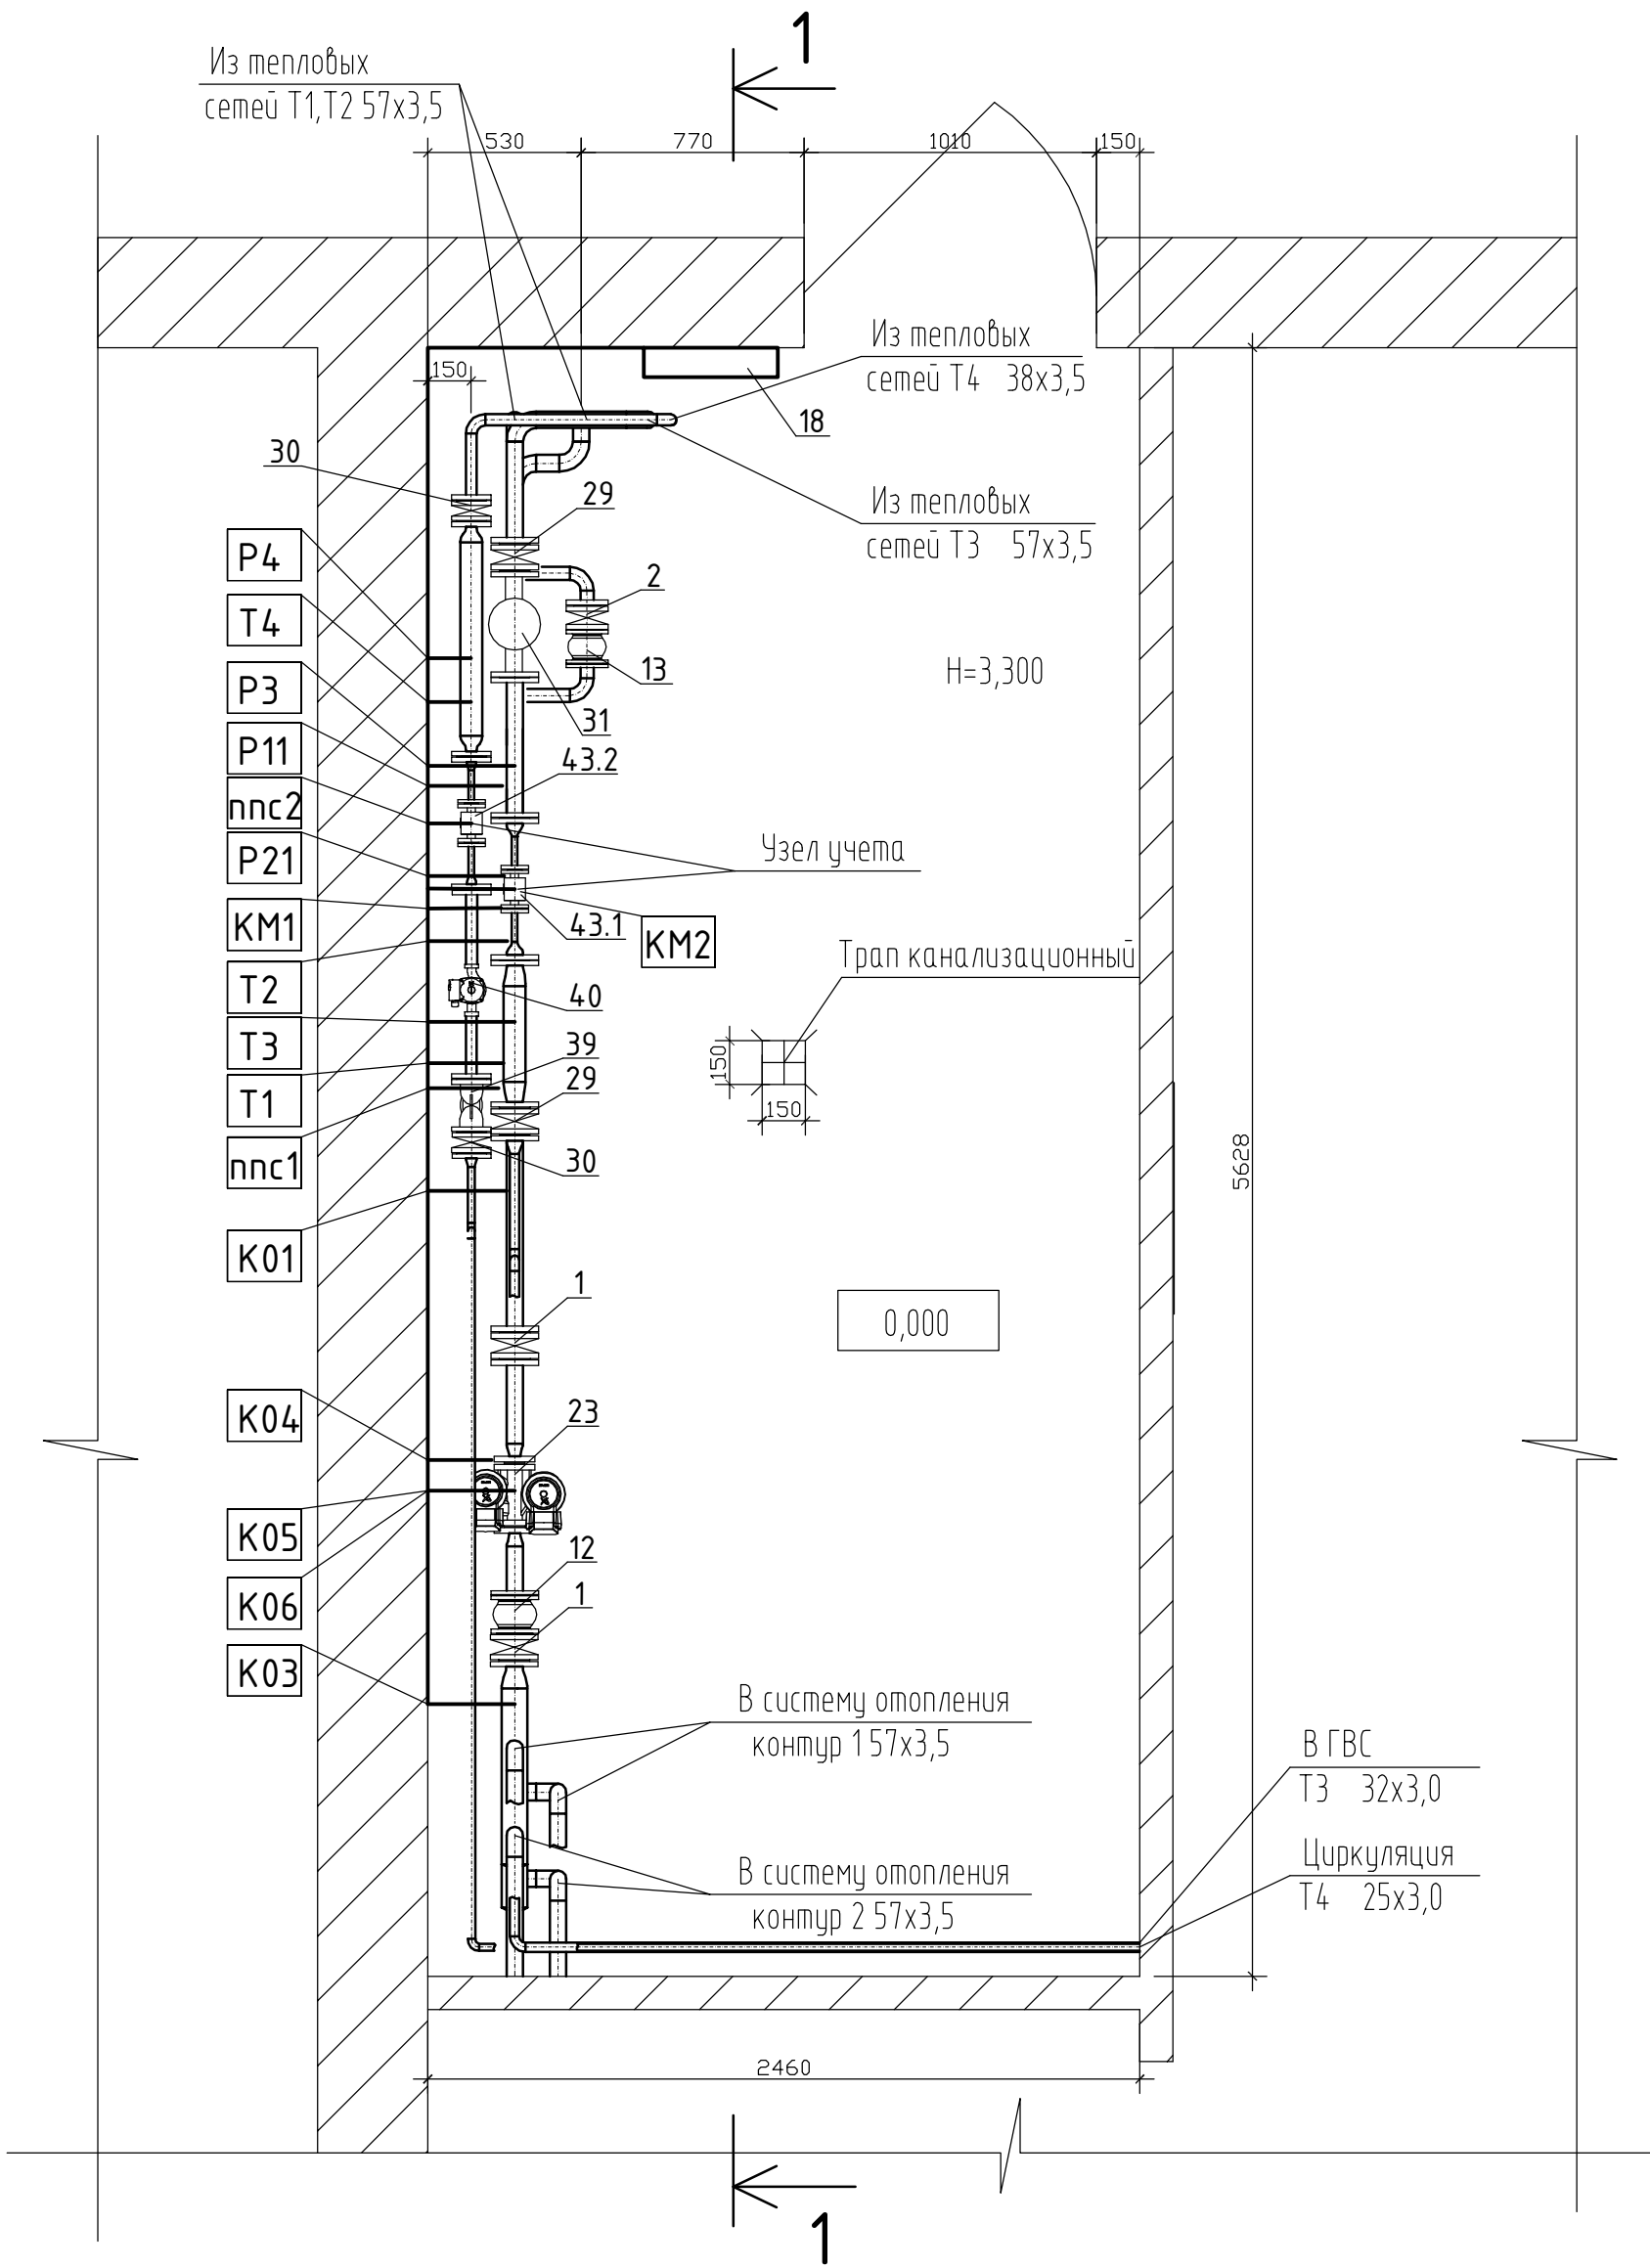 1
Из тепловых
сетей Т1,Т2 57х3,5
530
770
1010
150
Из тепловых
сетей Т4 38х3,5
150
18
30
29
Из тепловых
сетей Т3 57х3,5
Р4
2
Т4
13
Н=3,300
Р3
31
Р11
43.2
ппс2
Р21
Узел учета
КМ1
43.1
КМ2
Трап канализационный
Т2
40
Т3
39
150
29
Т1
150
ппс1
30
5628
К01
1
0,000
К04
23
К05
12
К06
1
К03
В систему отопления
контур 1 57х3,5
В ГВС
Т3 32х3,0
Циркуляция
Т4 25х3,0
В систему отопления
контур 2 57х3,5
2460
1